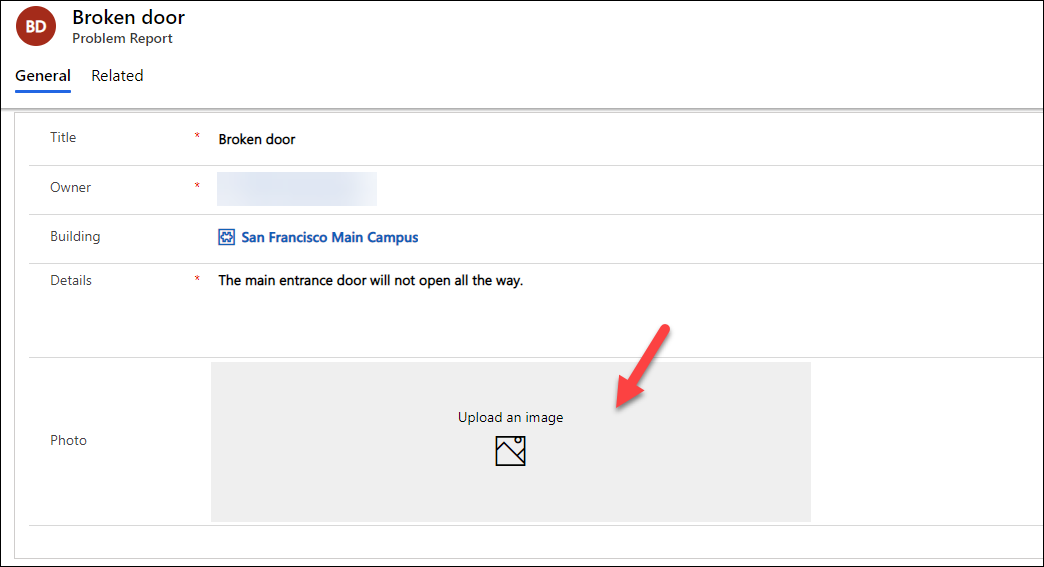 BD
Broken door
Problem Report
General Related
Title * Broken door
Owner *
Building San Francisco Main Campus
Details * The main entrance door will not open all the way.
Upload an image
Photo